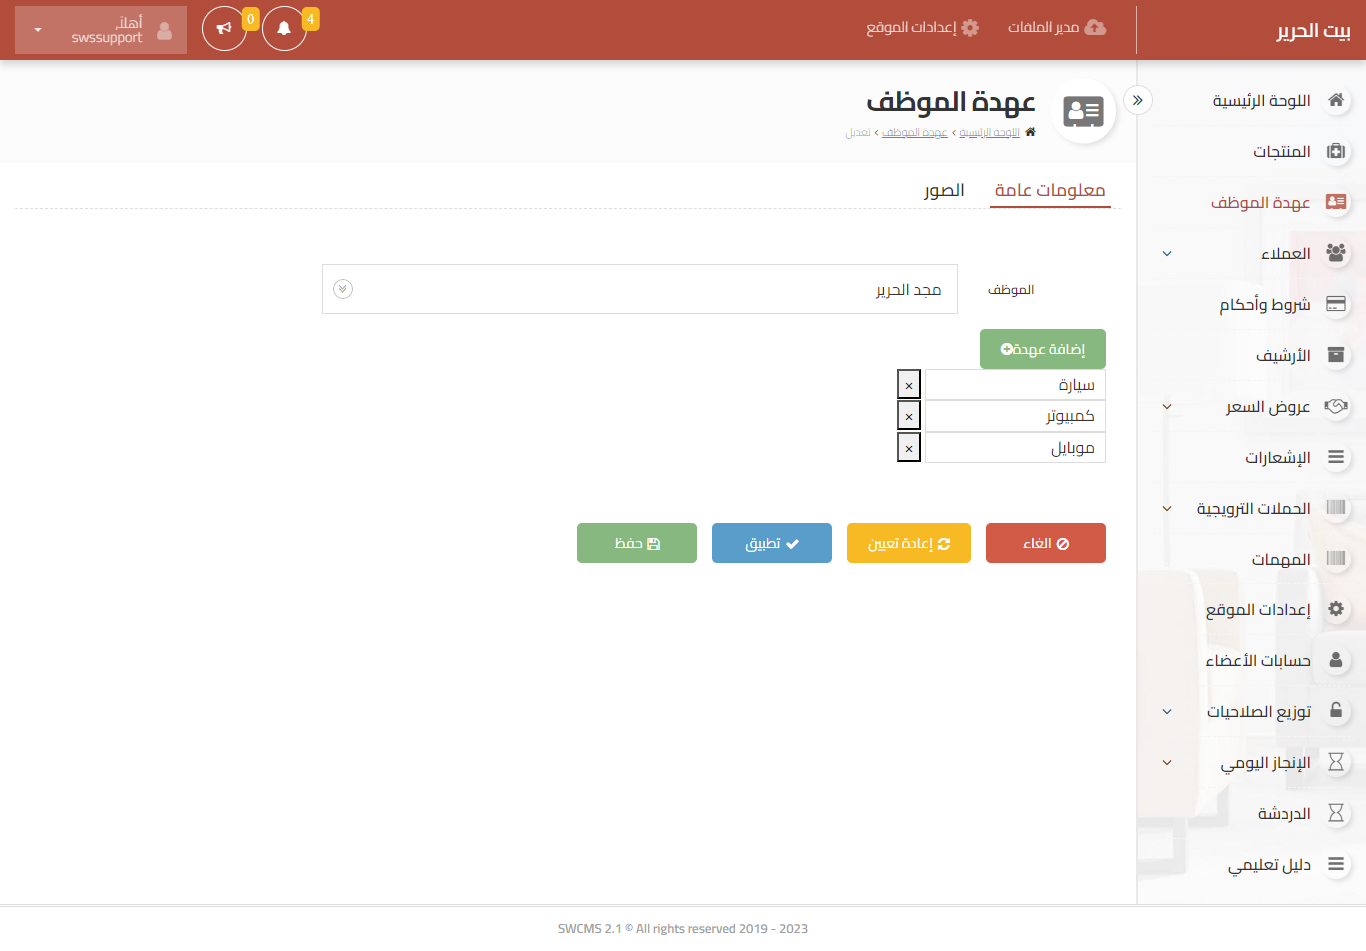 بيت الحرير
مدير الملفات
إعدادات الموقع
4
0
أهلاً,
swssupport
اللوحة الرئيسية
المنتجات
عهدة الموظف
العملاء
شروط وأحكام
الأرشيف
عروض السعر
الإشعارات
الحملات الترويجية
المهمات
إعدادات الموقع
حسابات الأعضاء
توزيع الصلاحيات
الإنجاز اليومي
الدردشة
دليل تعليمي
عهدة الموظف
اللوحة الرئيسية › عهدة الموظف › تعديل
معلومات عامة
الصور
الموظف
مجد الحرير
إضافة عهدة
سيارة ×
كمبيوتر ×
موبايل ×
الغاء
إعادة تعيين
تطبيق
حفظ
SWCMS 2.1 © All rights reserved 2019 - 2023